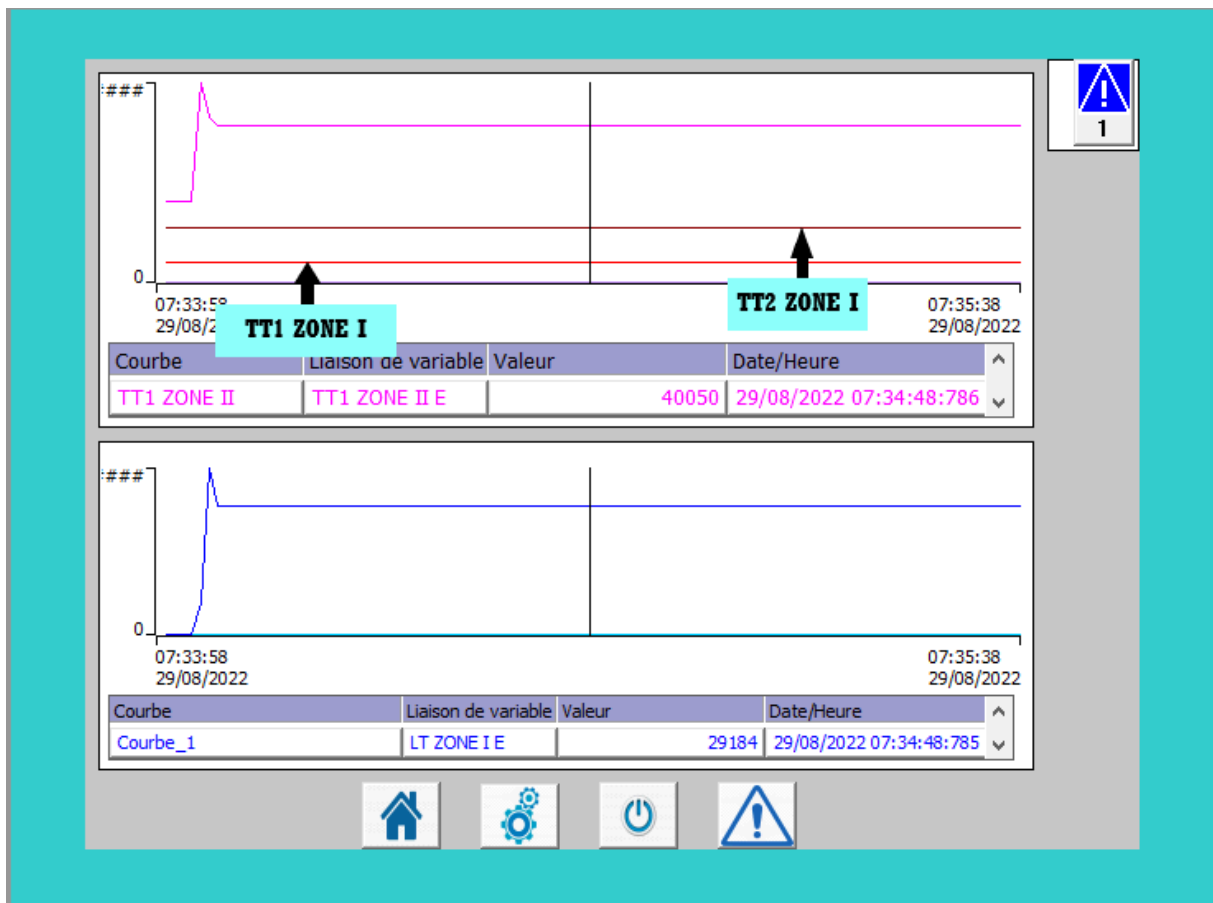 :###
1
0
07:33:58 07:35:38
29/08/2 29/08/2022
TT1 ZONE I
TT2 ZONE I
Courbe Liaison de variable Valeur Date/Heure
TT1 ZONE II TT1 ZONE II E 40050 29/08/2022 07:34:48:786
:###
0
07:33:58 07:35:38
29/08/2022 29/08/2022
Courbe Liaison de variable Valeur Date/Heure
Courbe_1 LT ZONE I E 29184 29/08/2022 07:34:48:785